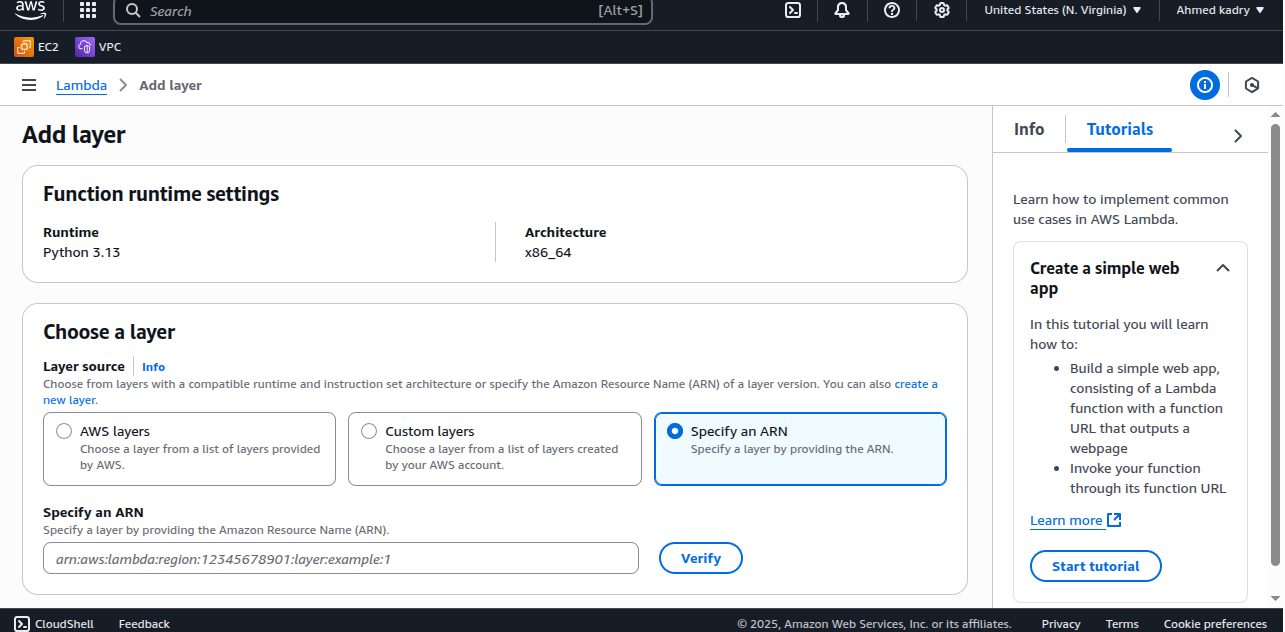 aws
Search
[Alt+S]
United States (N. Virginia)
Ahmed kadry
EC2
VPC
Lambda
Add layer
Add layer
Function runtime settings
Runtime
Python 3.13
Architecture
x86_64
Choose a layer
Layer source
Info
Choose from layers with a compatible runtime and instruction set architecture or specify the Amazon Resource Name (ARN) of a layer version. You can also create a
new layer.
AWS layers
Choose a layer from a list of layers provided
by AWS.
Custom layers
Choose a layer from a list of layers created
by your AWS account.
Specify an ARN
Specify a layer by providing the ARN.
Specify an ARN
Specify a layer by providing the Amazon Resource Name (ARN).
arn:aws:lambda:region:12345678901:layer:example:1
Verify
Info
Tutorials
Learn how to implement common
use cases in AWS Lambda.
Create a simple web
app
In this tutorial you will learn
how to:
• Build a simple web app,
consisting of a Lambda
function with a function
URL that outputs a
webpage
• Invoke your function
through its function URL
Learn more
Start tutorial
CloudShell
Feedback
© 2025, Amazon Web Services, Inc. or its affiliates.
Privacy
Terms
Cookie preferences